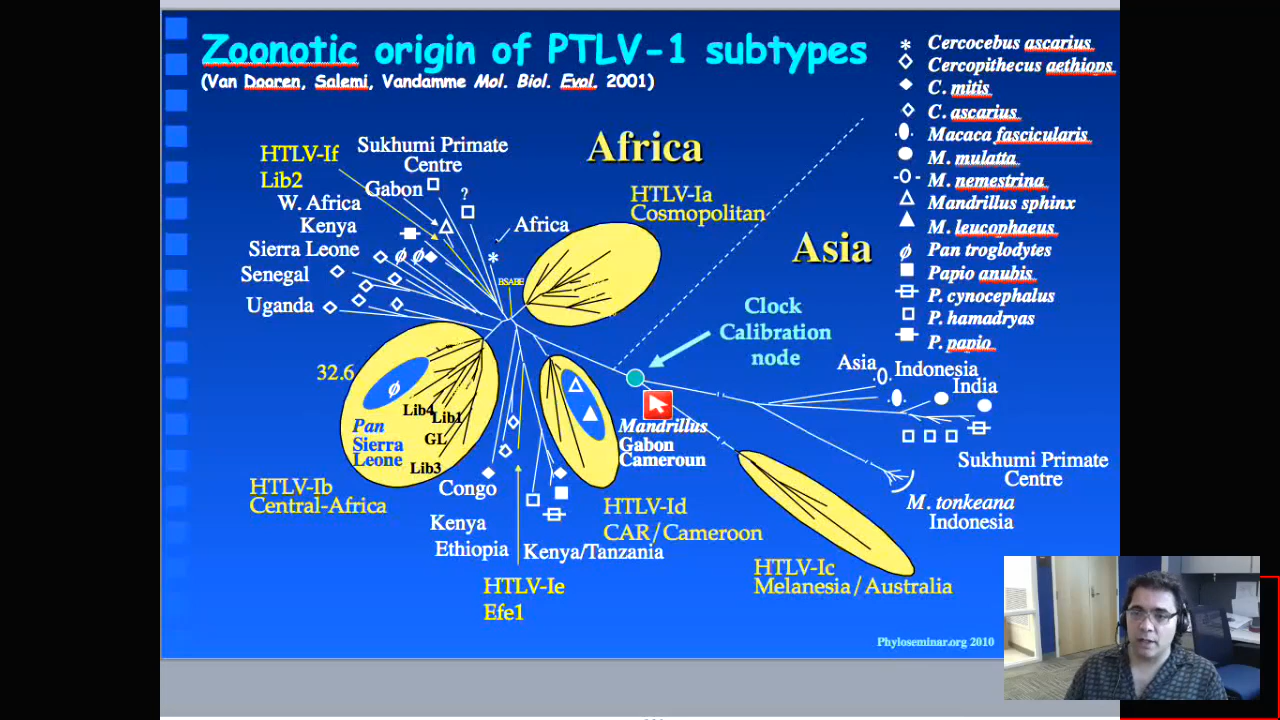 Zoonotic origin of PTLV-1 subtypes
(Van Dooren, Salemi, Vandamme Mol. Biol. Evol. 2001)
* Cercocebus ascarius
Cercopithecus aethiops
C. mitis
C. ascarius
Macaca fascicularis
M. mulatta
M. nemestrina
Mandrillus sphinx
M. leucophaeus
ϕ Pan troglodytes
Papio anubis
P. cynocephalus
P. hamadryas
P. papio
Africa
Asia
HTLV-If
Lib2
Sukhumi Primate
Centre
Gabon
?
W. Africa
Kenya
Sierra Leone
ϕ ϕ
Senegal
Uganda
Africa
*
BSABE
HTLV-Ia
Cosmopolitan
Clock
Calibration
node
Asia
Indonesia
India
32.6
ϕ
Lib4
Lib1
Pan
Sierra
Leone
GL
Lib3
Mandrillus
Gabon
Cameroun
Sukhumi Primate
Centre
HTLV-Ib
Central-Africa
Congo
Kenya
Ethiopia
Kenya/Tanzania
HTLV-Id
CAR/Cameroon
M. tonkeana
Indonesia
HTLV-Ie
Efe1
HTLV-Ic
Melanesia/Australia
Phyloseminar.org 2010